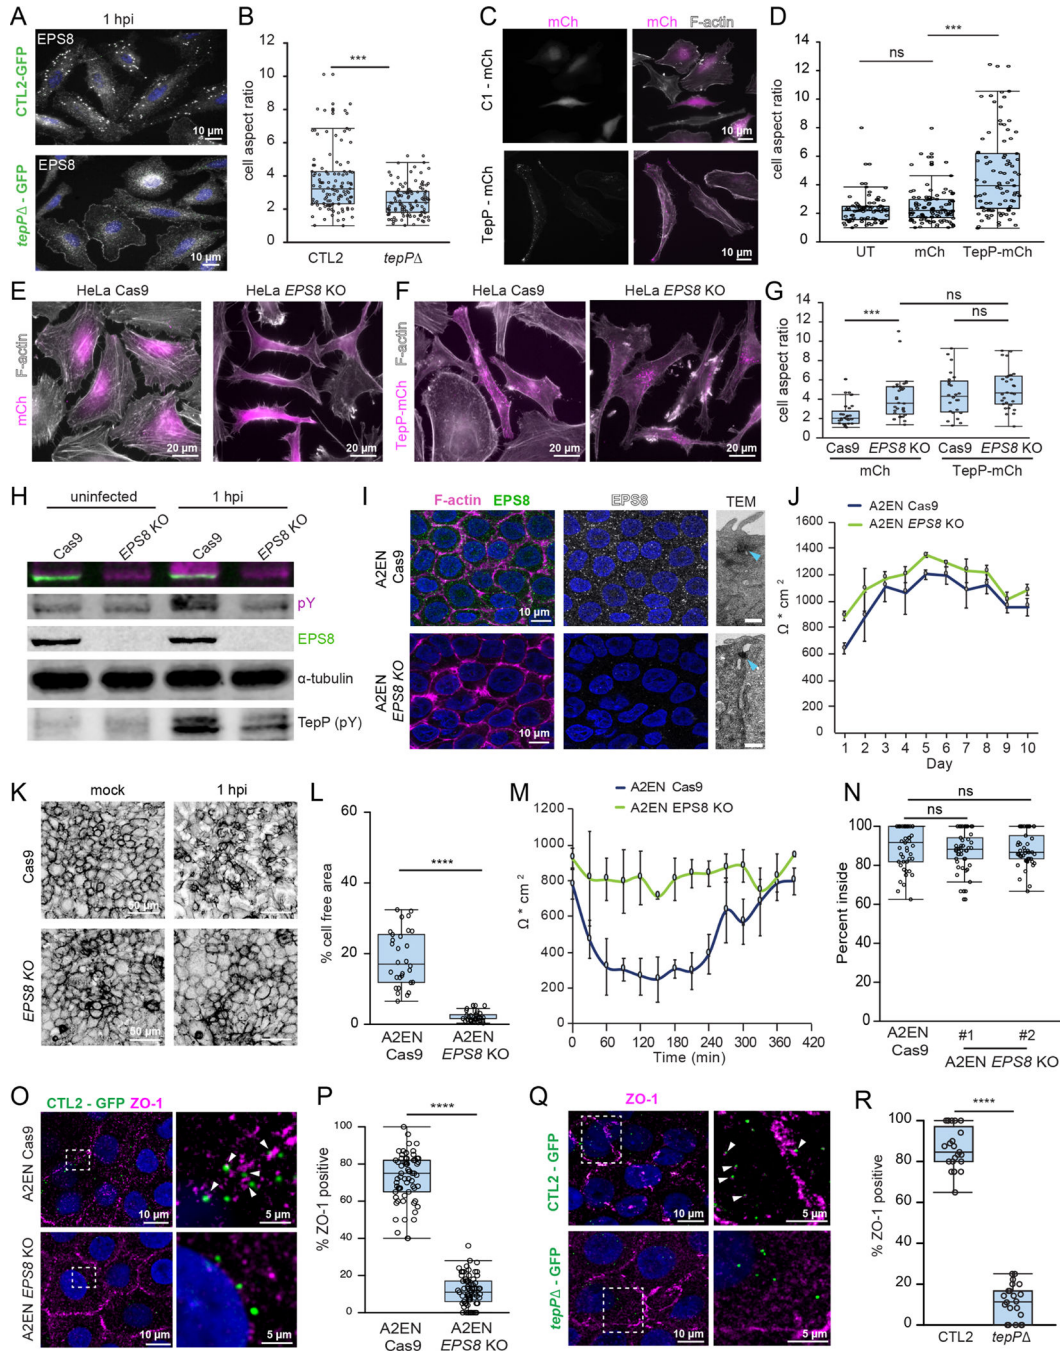 A
1 hpi
EPS8
CTL2-GFP
10 µm
EPS8
tepPΔ - GFP
10 µm
B
cell aspect ratio
12
10
8
6
4
2
0
***
CTL2 tepPΔ
C
mCh
mCh F-actin
C1 - mCh
10 µm
TepP - mCh
10 µm
D
cell aspect ratio
14
12
10
8
6
4
2
0
ns
***
UT mCh TepP-mCh
E
HeLa Cas9
HeLa EPS8 KO
mCh F-actin
20 µm
20 µm
F
HeLa Cas9
HeLa EPS8 KO
TepP-mCh F-actin
20 µm
20 µm
G
cell aspect ratio
14
12
10
8
6
4
2
0
***
ns
ns
Cas9 EPS8 KO Cas9 EPS8 KO
mCh TepP-mCh
H
uninfected 1 hpi
Cas9 EPS8 KO Cas9 EPS8 KO
pY
EPS8
α-tubulin
TepP (pY)
I
F-actin EPS8
EPS8
TEM
A2EN Cas9
10 µm
A2EN EPS8 KO
10 µm
J
A2EN Cas9
A2EN EPS8 KO
Ω * cm²
1600
1400
1200
1000
800
600
400
200
0
1 2 3 4 5 6 7 8 9 10
Day
K
mock 1 hpi
Cas9
EPS8 KO
50 µm
L
% cell free area
60
40
20
0
****
A2EN Cas9
A2EN EPS8 KO
M
A2EN Cas9
A2EN EPS8 KO
Ω * cm²
1200
1000
800
600
400
200
0
0 60 120 180 240 300 360 420
Time (min)
N
Percent inside
100
80
60
40
20
0
ns
ns
A2EN Cas9
#1 #2
A2EN EPS8 KO
O
CTL2 - GFP ZO-1
A2EN Cas9
10 µm
5 µm
A2EN EPS8 KO
10 µm
5 µm
P
% ZO-1 positive
100
80
60
40
20
0
****
A2EN Cas9
A2EN EPS8 KO
Q
ZO-1
CTL2 - GFP
10 µm
5 µm
tepPΔ - GFP
10 µm
5 µm
R
% ZO-1 positive
100
80
60
40
20
0
****
CTL2 tepPΔ